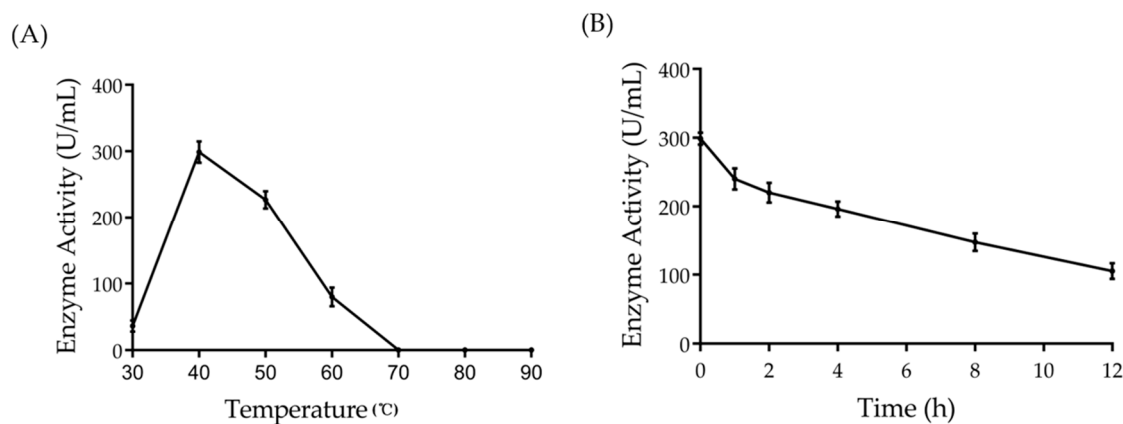 (A)
Enzyme Activity (U/mL)
400
300
200
100
0
30 40 50 60 70 80 90
Temperature (℃)
(B)
Enzyme Activity (U/mL)
400
300
200
100
0
0 2 4 6 8 10 12
Time (h)